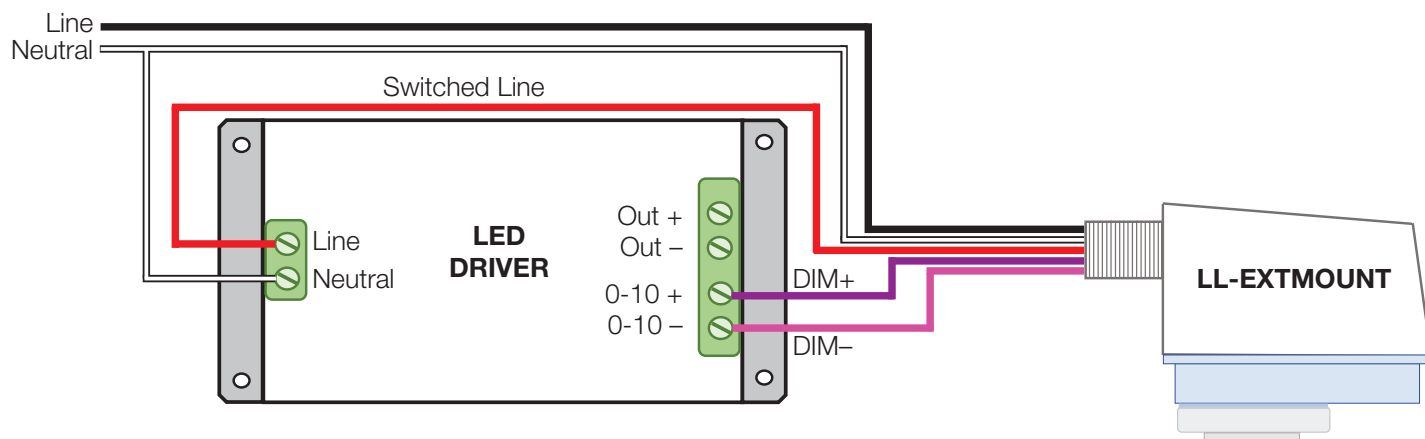 Line
Neutral
Switched Line
Line
Neutral
LED
DRIVER
Out +
Out –
0-10 +
0-10 –
DIM+
DIM–
LL-EXTMOUNT